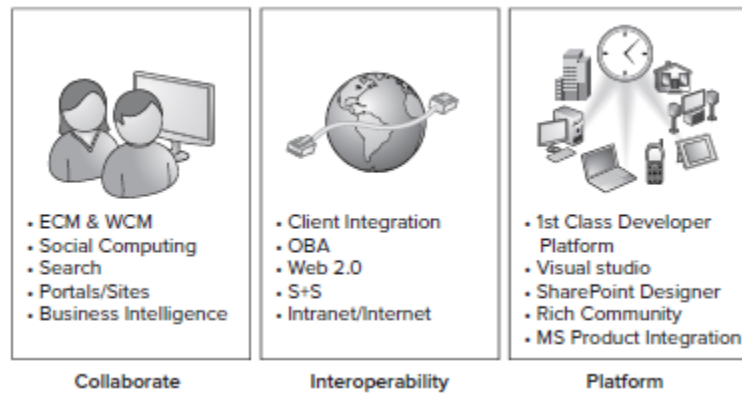 • ECM & WCM
• Social Computing
• Search
• Portals/Sites
• Business Intelligence
Collaborate
• Client Integration
• OBA
• Web 2.0
• S+S
• Intranet/Internet
Interoperability
• 1st Class Developer
Platform
• Visual studio
• SharePoint Designer
• Rich Community
• MS Product Integration
Platform